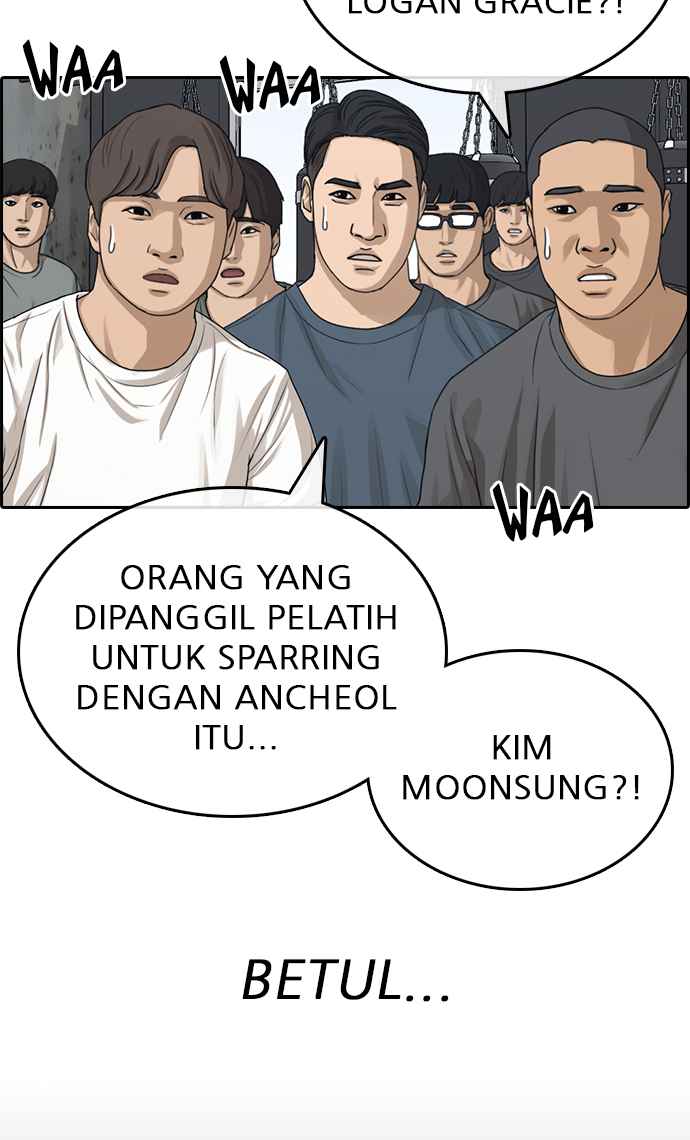 LOGAN GRACIE?!
WAA
WAA
WAA
ORANG YANG
DIPANGGIL PELATIH
UNTUK SPARRING
DENGAN ANCHEOL
ITU...
KIM
MOONSUNG?!
BETUL...